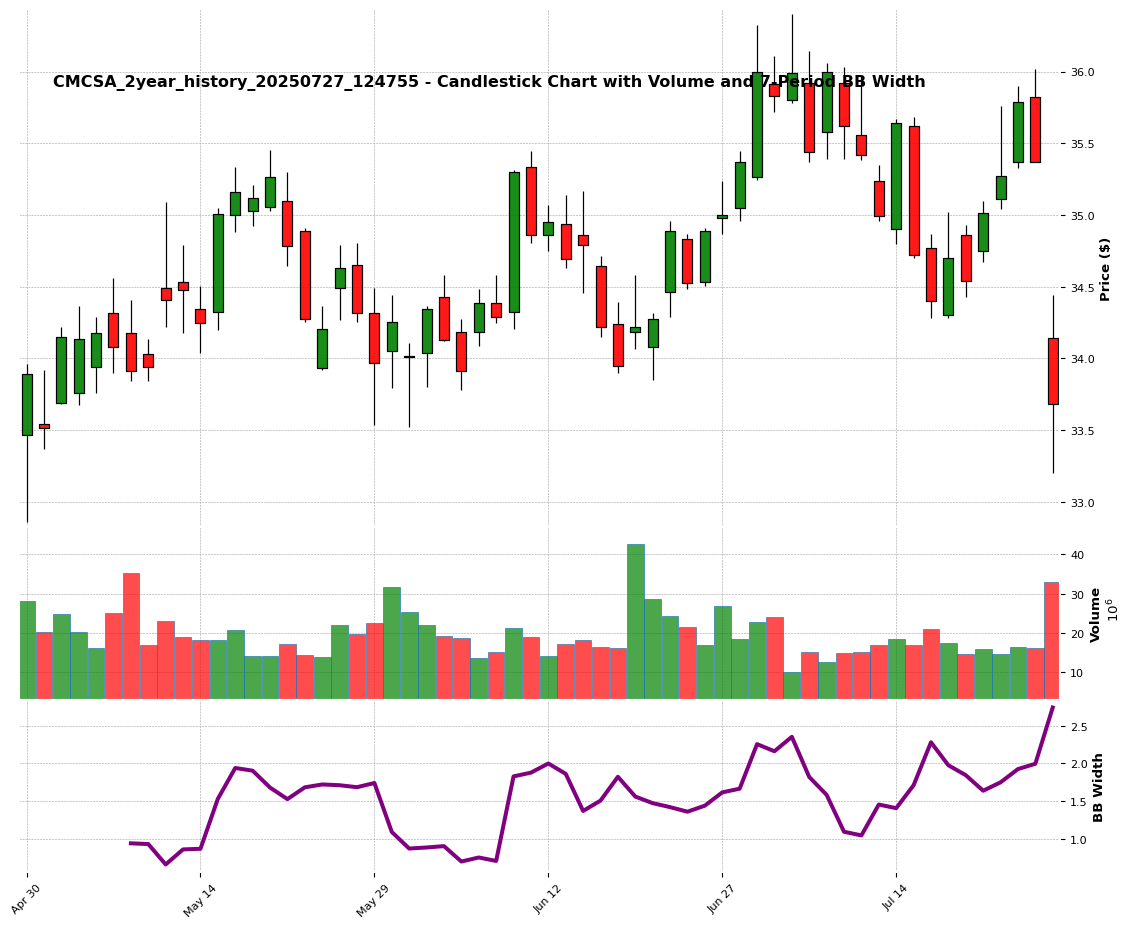 CMCSA_2year_history_20250727_124755 - Candlestick Chart with Volume and 7-Period BB Width
36.0
35.5
35.0
34.5
34.0
33.5
33.0
Price ($)
40
30
20
10
Volume
10⁶
2.5
2.0
1.5
1.0
BB Width
Apr 30
May 14
May 29
Jun 12
Jun 27
Jul 14